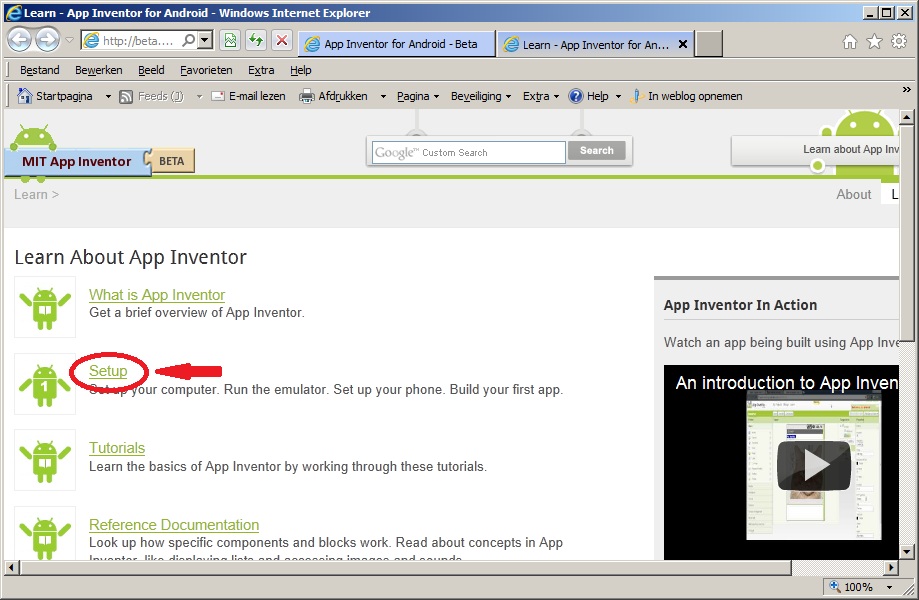 Learn - App Inventor for Android - Windows Internet Explorer
http://beta....
App Inventor for Android - Beta
Learn - App Inventor for An...
Bestand Bewerken Beeld Favorieten Extra Help
Startpagina Feeds (J) E-mail lezen Afdrukken Pagina Beveiliging Extra Help In weblog opnemen
MIT App Inventor BETA
Google™ Custom Search
Search
Learn about App Inv
Learn >
About L
Learn About App Inventor
What is App Inventor
Get a brief overview of App Inventor.
1
Setup
Set up your computer. Run the emulator. Set up your phone. Build your first app.
Tutorials
Learn the basics of App Inventor by working through these tutorials.
Reference Documentation
Look up how specific components and blocks work. Read about concepts in App
Inventor, like displaying lists and accessing images and sounds.
App Inventor In Action
Watch an app being built using App Inve
An introduction to App Inven
100%